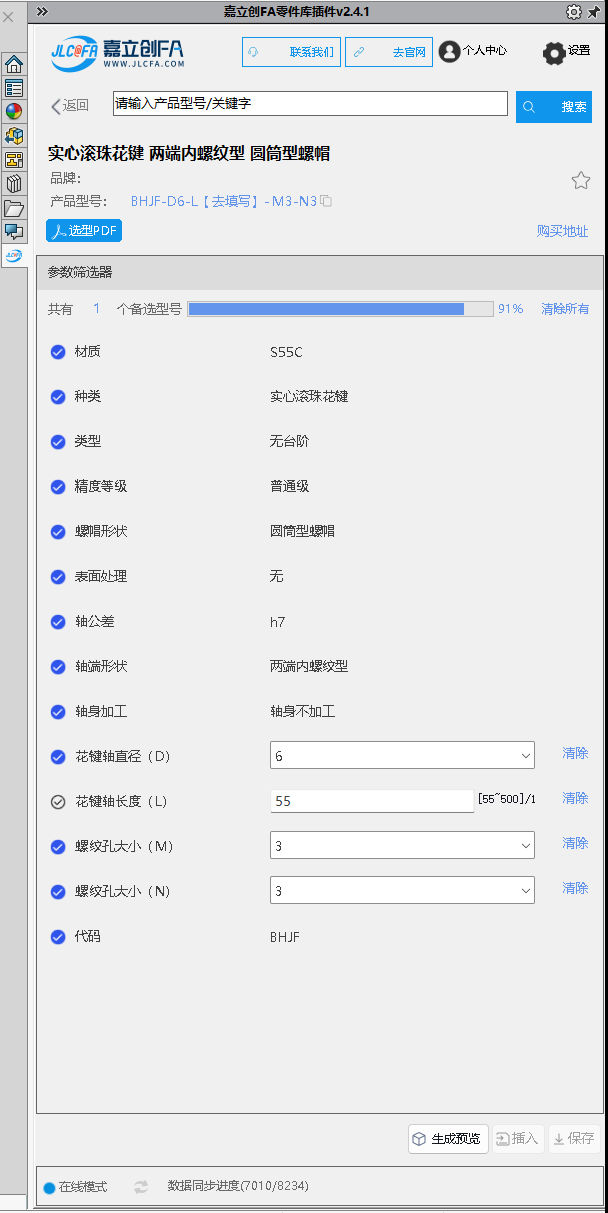 嘉立创FA零件库插件v2.4.1
JLC@FA 嘉立创FA
WWW.JLCFA.COM
联系我们 去官网 个人中心 设置
返回 请输入产品型号/关键字 搜索
实心滚珠花键 两端内螺纹型 圆筒型螺帽
品牌:
产品型号: BHJF-D6-L【去填写】-M3-N3
选型PDF 购买地址
参数筛选器
共有 1 个备选型号 91% 清除所有
材质 S55C
种类 实心滚珠花键
类型 无台阶
精度等级 普通级
螺帽形状 圆筒型螺帽
表面处理 无
轴公差 h7
轴端形状 两端内螺纹型
轴身加工 轴身不加工
花键轴直径（D） 6 清除
花键轴长度（L） 55 [55~500]/1 清除
螺纹孔大小（M） 3 清除
螺纹孔大小（N） 3 清除
代码 BHJF
生成预览 插入 保存
在线模式 数据同步进度(7010/8234)